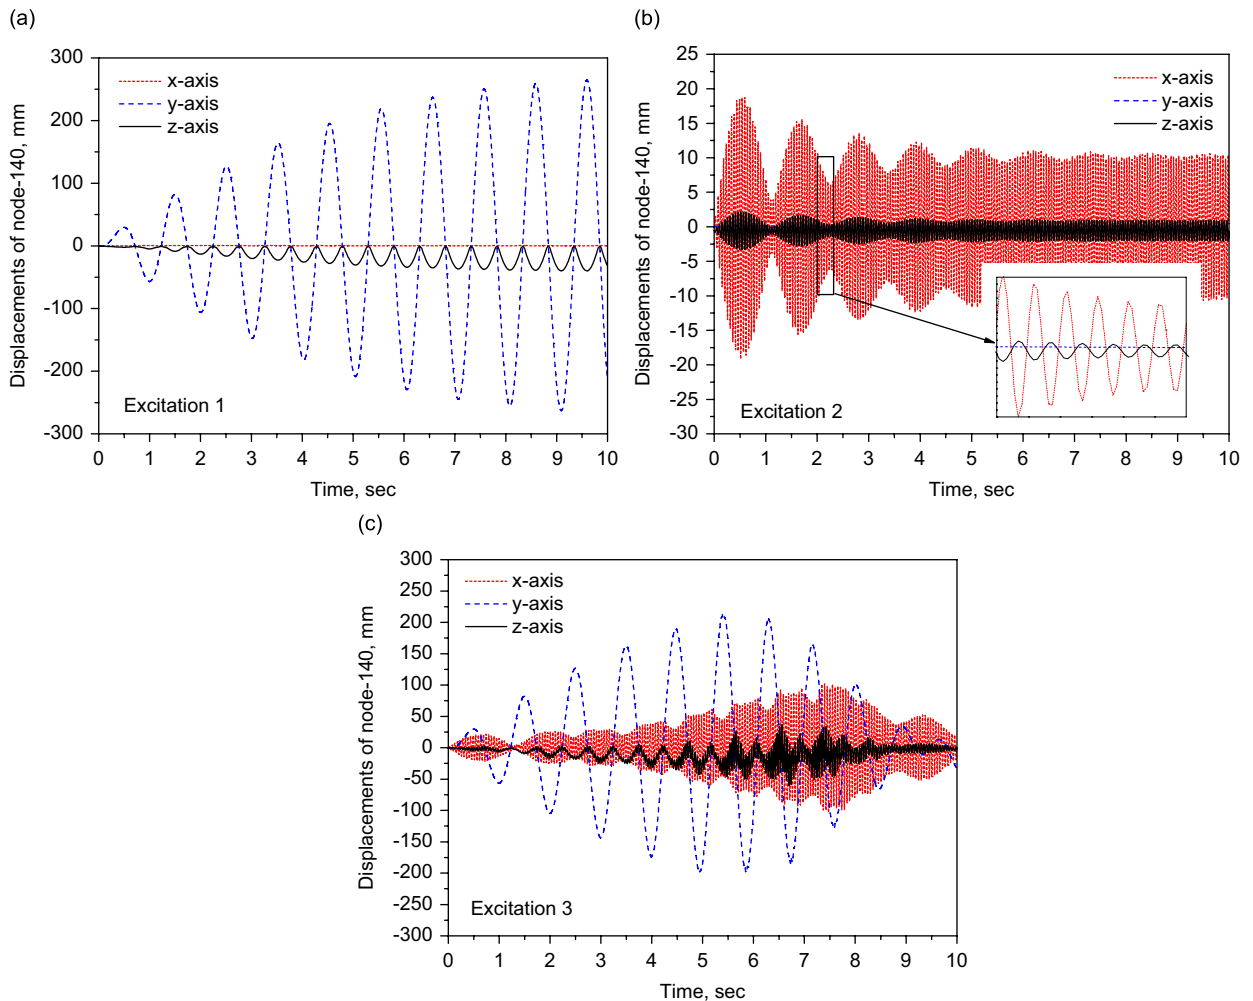 (a)
300
200
100
0
-100
-200
-300
Displacements of node-140, mm
x-axis
y-axis
z-axis
Excitation 1
0 1 2 3 4 5 6 7 8 9 10
Time, sec
(b)
25
20
15
10
5
0
-5
-10
-15
-20
-25
-30
Displacements of node-140, mm
x-axis
y-axis
z-axis
Excitation 2
0 1 2 3 4 5 6 7 8 9 10
Time, sec
(c)
300
250
200
150
100
50
0
-50
-100
-150
-200
-250
-300
Displacements of node-140, mm
x-axis
y-axis
z-axis
Excitation 3
0 1 2 3 4 5 6 7 8 9 10
Time, sec